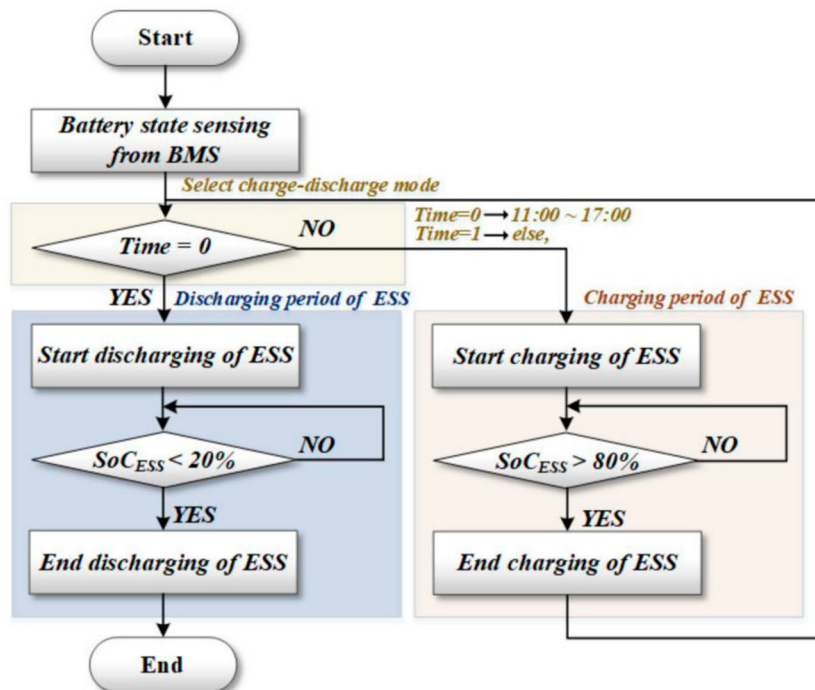 Start
Battery state sensing
from BMS
Select charge-discharge mode
Time = 0
NO
Time=0 → 11:00 ~ 17:00
Time=1 → else,
YES
Discharging period of ESS
Charging period of ESS
Start discharging of ESS
Start charging of ESS
SoC_ESS < 20%
NO
SoC_ESS > 80%
NO
YES
YES
End discharging of ESS
End charging of ESS
End